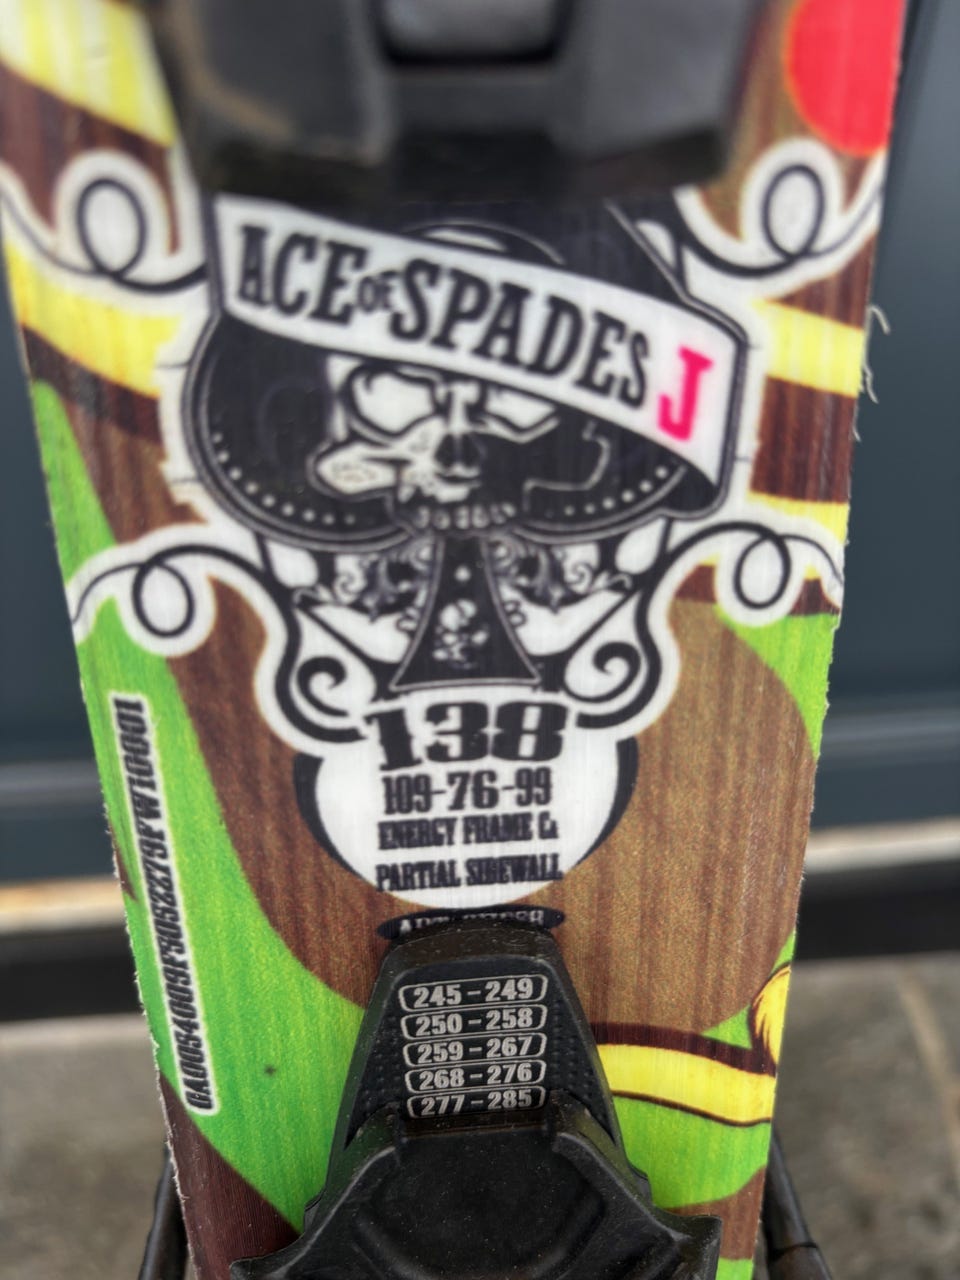 ACE OF SPADES J
138
109-76-99
ENERGY FRAME CA
PARTIAL SIDEWALL
245 - 249
250 - 258
259 - 267
268 - 276
277 - 285